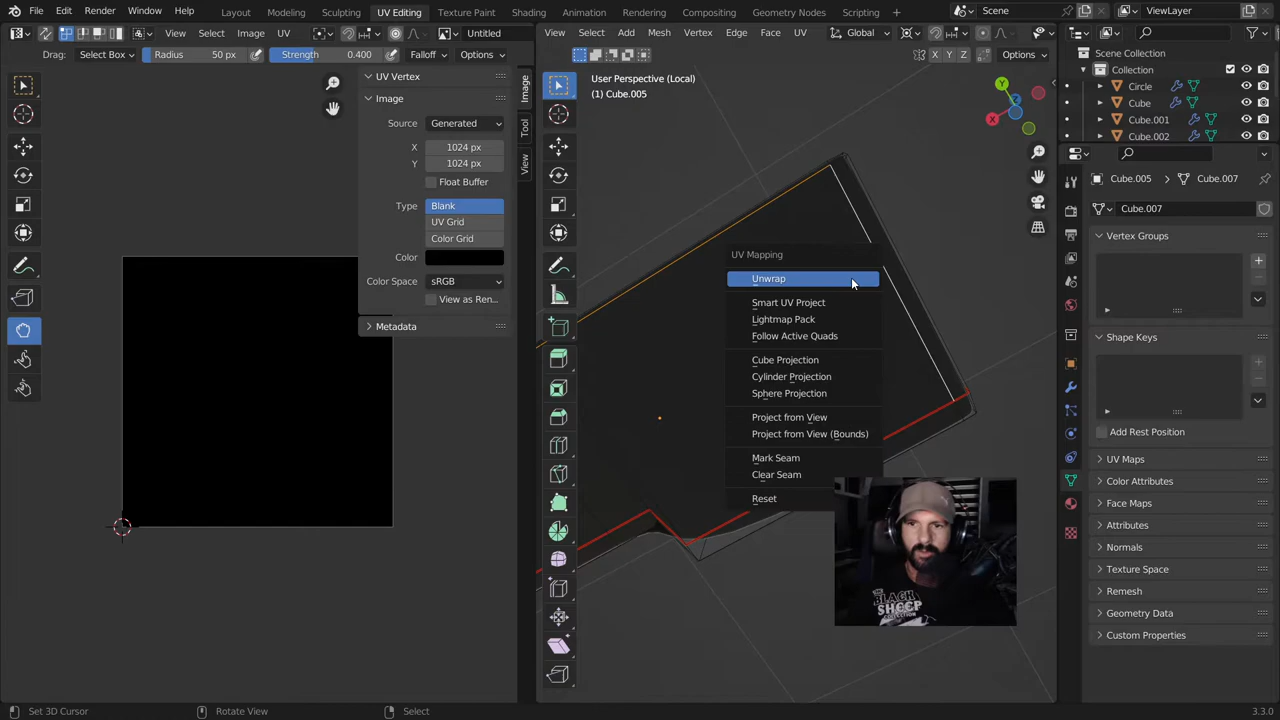 File Edit Render Window Help Layout Modeling Sculpting UV Editing Texture Paint Shading Animation Rendering Compositing Geometry Nodes Scripting Scene ViewLayer
View Select Image UV Untitled
View Select Add Mesh Vertex Edge Face UV Global
Drag: Select Box Radius 50 px Strength 0.400 Falloff Options
Options
UV Vertex
Image
Source Generated
X 1024 px
Y 1024 px
Float Buffer
Type Blank
UV Grid
Color Grid
Color
Color Space sRGB
View as Ren...
Metadata
Image
Tool
View
User Perspective (Local)
(1) Cube.005
X Y Z
Y
Z
X
UV Mapping
Unwrap
Smart UV Project
Lightmap Pack
Follow Active Quads
Cube Projection
Cylinder Projection
Sphere Projection
Project from View
Project from View (Bounds)
Mark Seam
Clear Seam
Reset
THE
BLACK
SHEEP
COLLECTION
Scene Collection
Collection
Circle
Cube
Cube.001
Cube.002
Cube.005 Cube.007
Cube.007
Vertex Groups
Shape Keys
Add Rest Position
UV Maps
Color Attributes
Face Maps
Attributes
Normals
Texture Space
Remesh
Geometry Data
Custom Properties
Set 3D Cursor Rotate View Select 3.3.0